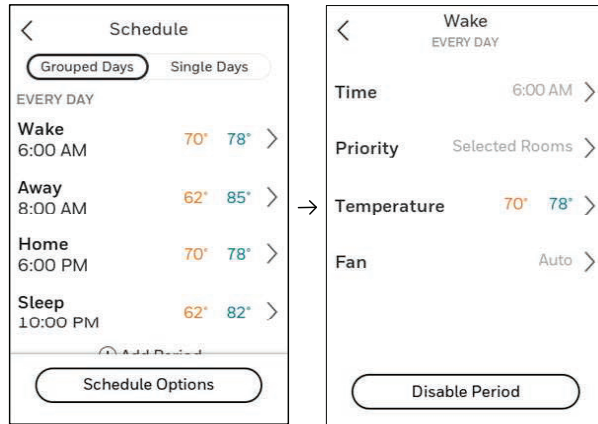 Schedule
Grouped Days Single Days
EVERY DAY
Wake
6:00 AM 70° 78°
Away
8:00 AM 62° 85°
Home
6:00 PM 70° 78°
Sleep
10:00 PM 62° 82°
Add Period
Schedule Options
Wake
EVERY DAY
Time 6:00 AM
Priority Selected Rooms
Temperature 70° 78°
Fan Auto
Disable Period